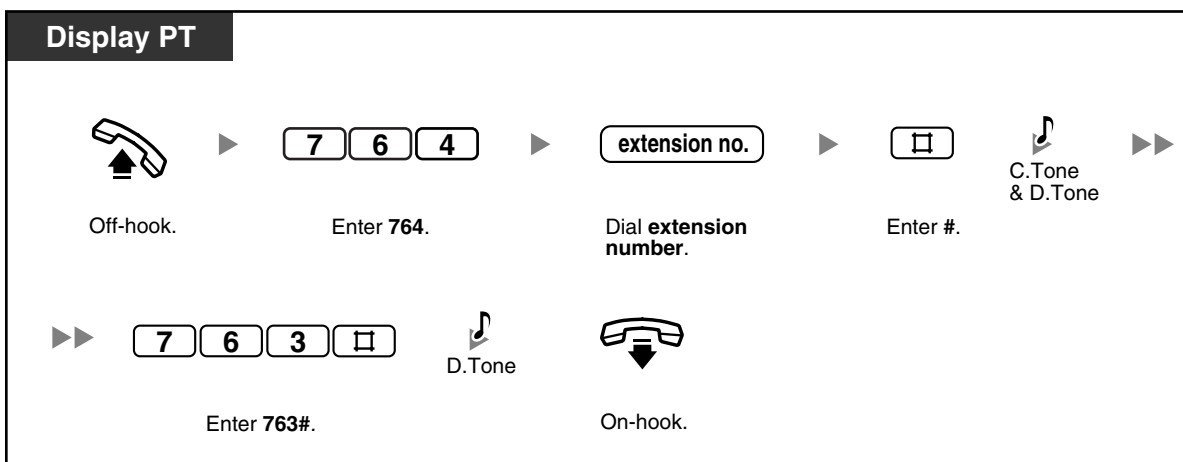 Display PT
7 6 4 extension no. #
C.Tone
& D.Tone
Off-hook. Enter 764. Dial extension number. Enter #.
7 6 3 #
D.Tone
Enter 763#. On-hook.